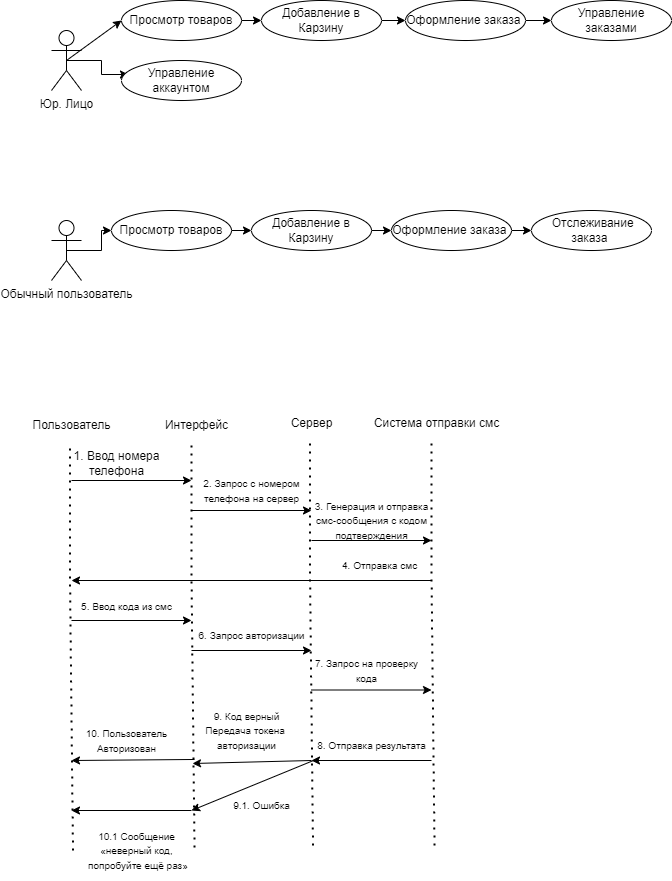 Просмотр товаров
Добавление в
Карзину
Оформление заказа
Управление
заказами
Управление
аккаунтом
Юр. Лицо
Просмотр товаров
Добавление в
Карзину
Оформление заказа
Отслеживание
заказа
Обычный пользователь
Пользователь
Интерфейс
Сервер
Система отправки смс
1. Ввод номера
телефона
2. Запрос с номером
телефона на сервер
3. Генерация и отправка
смс-сообщения с кодом
подтверждения
4. Отправка смс
5. Ввод кода из смс
6. Запрос авторизации
7. Запрос на проверку
кода
8. Отправка результата
9. Код верный
Передача токена
авторизации
10. Пользователь
Авторизован
9.1. Ошибка
10.1 Сообщение
«неверный код,
попробуйте ещё раз»